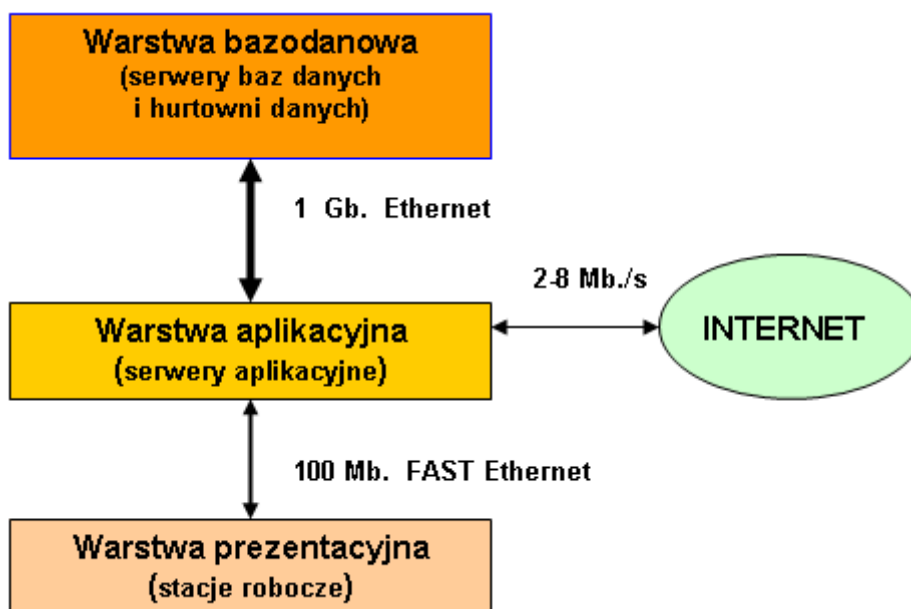 Warstwa bazodanowa
(serwery baz danych
i hurtowni danych)
1 Gb. Ethernet
2-8 Mb./s
Warstwa aplikacyjna
(serwery aplikacyjne)
INTERNET
100 Mb. FAST Ethernet
Warstwa prezentacyjna
(stacje robocze)